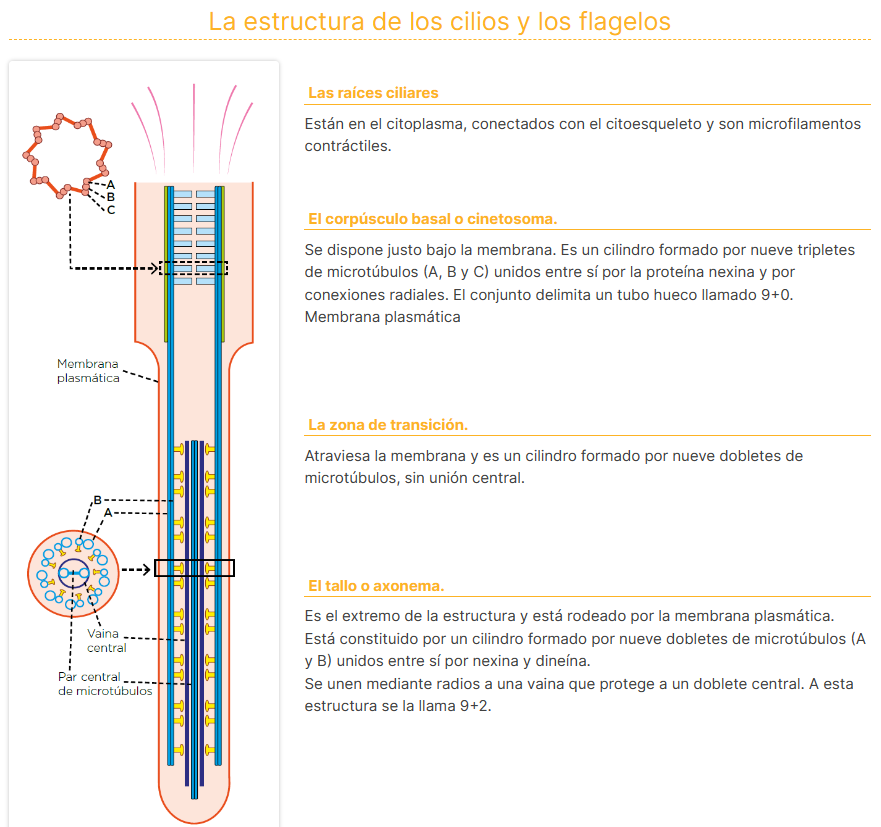 La estructura de los cilios y los flagelos
A
B
C
Membrana
plasmática
B
A
Vaina
central
Par central
de microtúbulos
Las raíces ciliares
Están en el citoplasma, conectados con el citoesqueleto y son microfilamentos
contráctiles.
El corpúsculo basal o cinetosoma.
Se dispone justo bajo la membrana. Es un cilindro formado por nueve tripletes
de microtúbulos (A, B y C) unidos entre sí por la proteína nexina y por
conexiones radiales. El conjunto delimita un tubo hueco llamado 9+0.
Membrana plasmática
La zona de transición.
Atraviesa la membrana y es un cilindro formado por nueve dobletes de
microtúbulos, sin unión central.
El tallo o axonema.
Es el extremo de la estructura y está rodeado por la membrana plasmática.
Está constituido por un cilindro formado por nueve dobletes de microtúbulos (A
y B) unidos entre sí por nexina y dineína.
Se unen mediante radios a una vaina que protege a un doblete central. A esta
estructura se la llama 9+2.